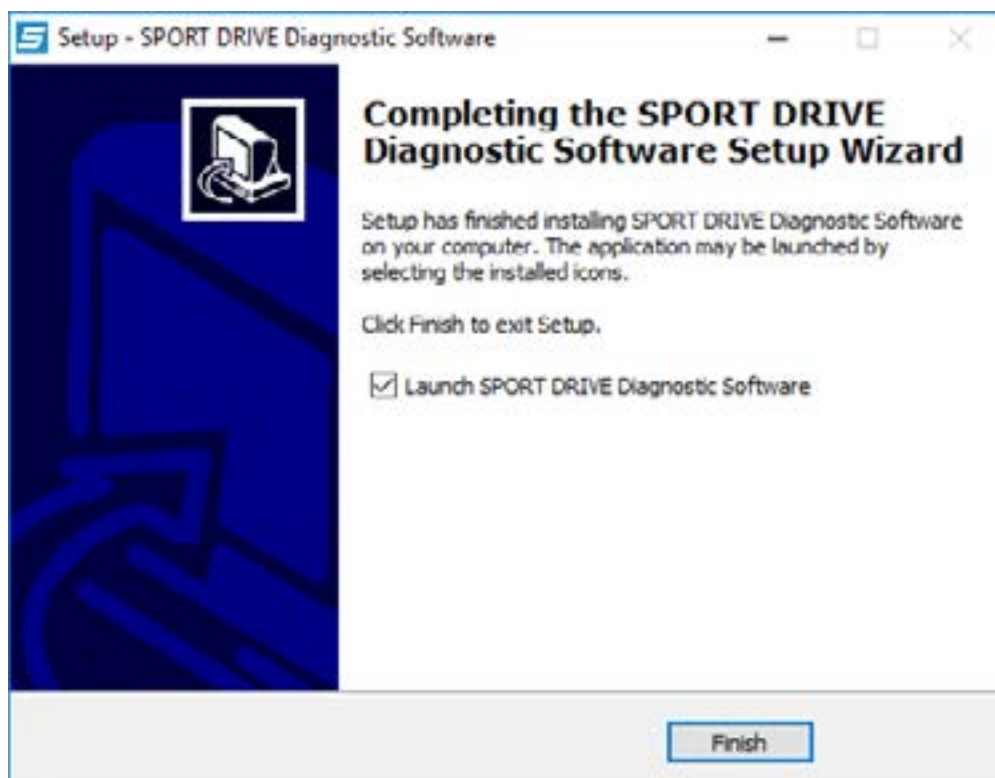 Setup - SPORT DRIVE Diagnostic Software
Completing the SPORT DRIVE
Diagnostic Software Setup Wizard
Setup has finished installing SPORT DRIVE Diagnostic Software
on your computer. The application may be launched by
selecting the installed icons.
Click Finish to exit Setup.
Launch SPORT DRIVE Diagnostic Software
Finish